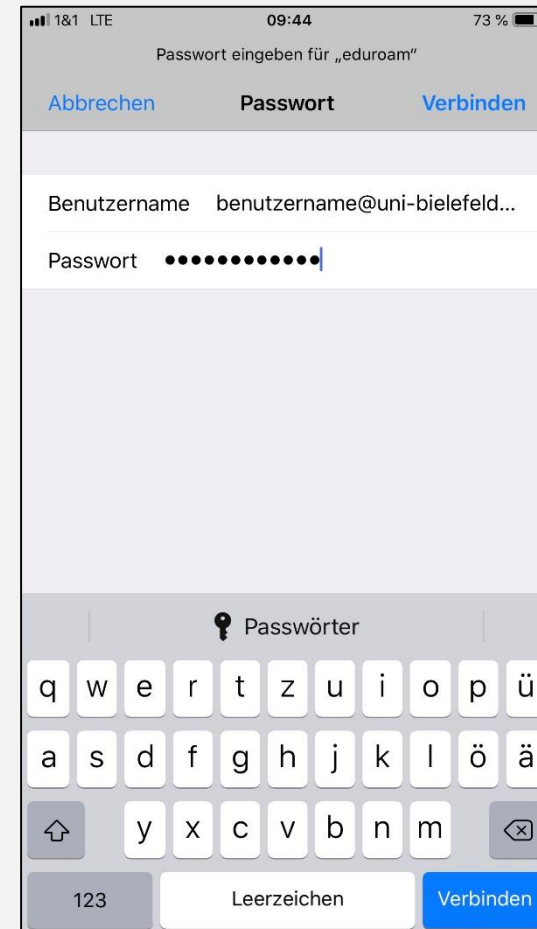 1&1 LTE 09:44 73 %
Passwort eingeben für „eduroam“
Abbrechen Passwort Verbinden
Benutzername benutzername@uni-bielefeld...
Passwort ●●●●●●●●●●●●
Passwörter
q w e r t z u i o p ü
a s d f g h j k l ö ä
y x c v b n m
123 Leerzeichen Verbinden